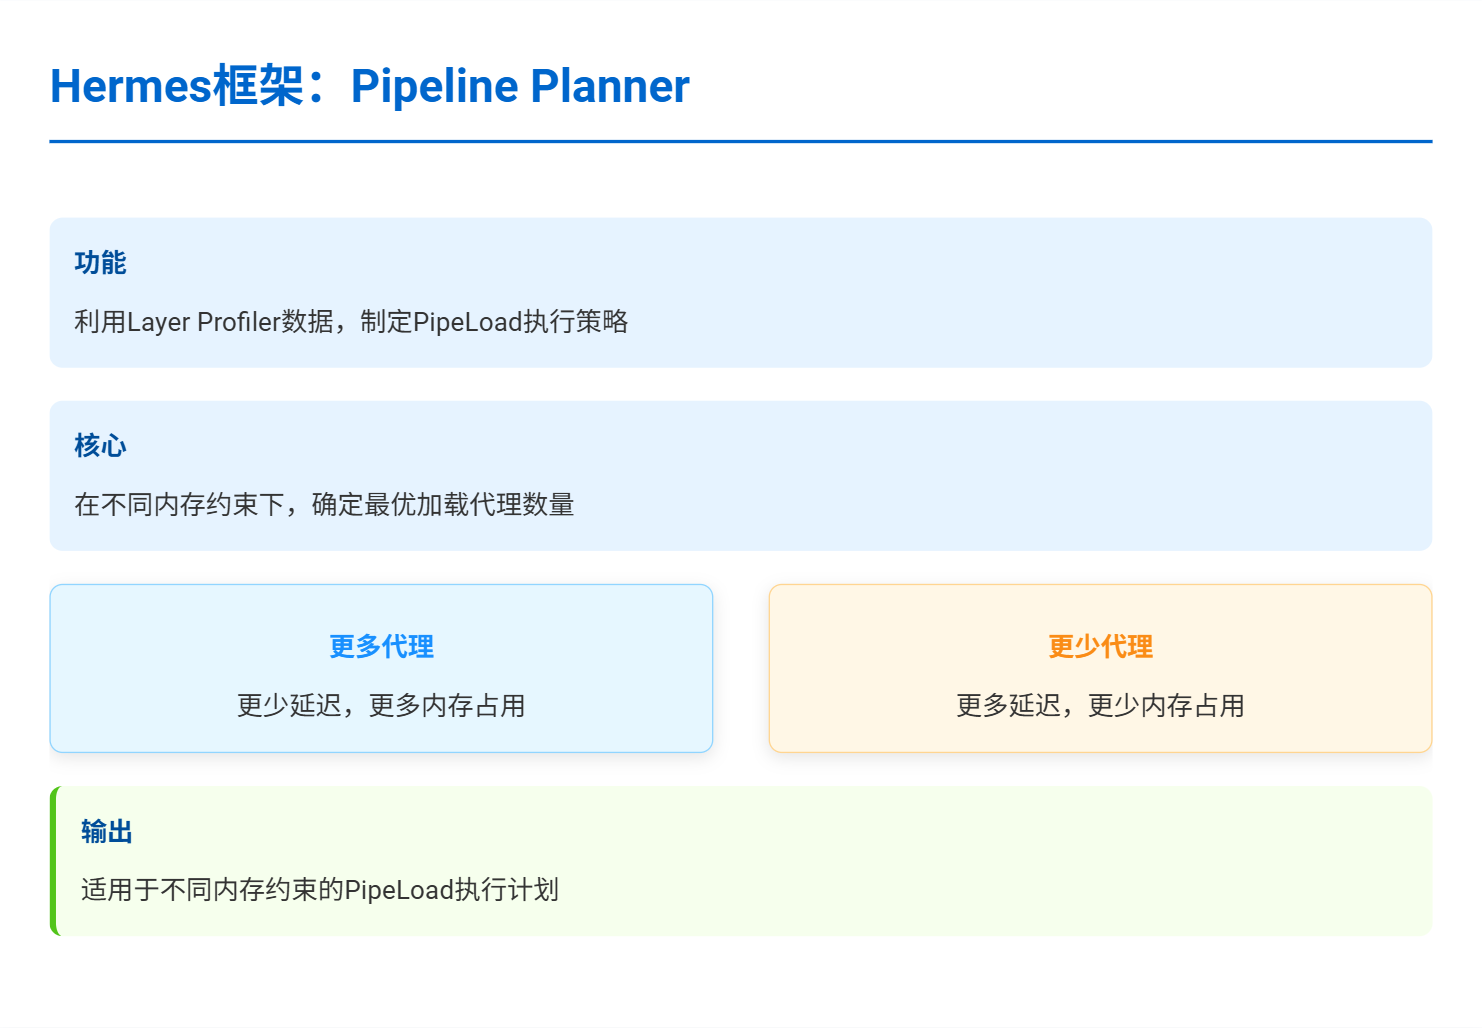 Hermes框架：Pipeline Planner
功能
利用Layer Profiler数据，制定PipeLoad执行策略
核心
在不同内存约束下，确定最优加载代理数量
更多代理
更少延迟，更多内存占用
更少代理
更多延迟，更少内存占用
输出
适用于不同内存约束的PipeLoad执行计划